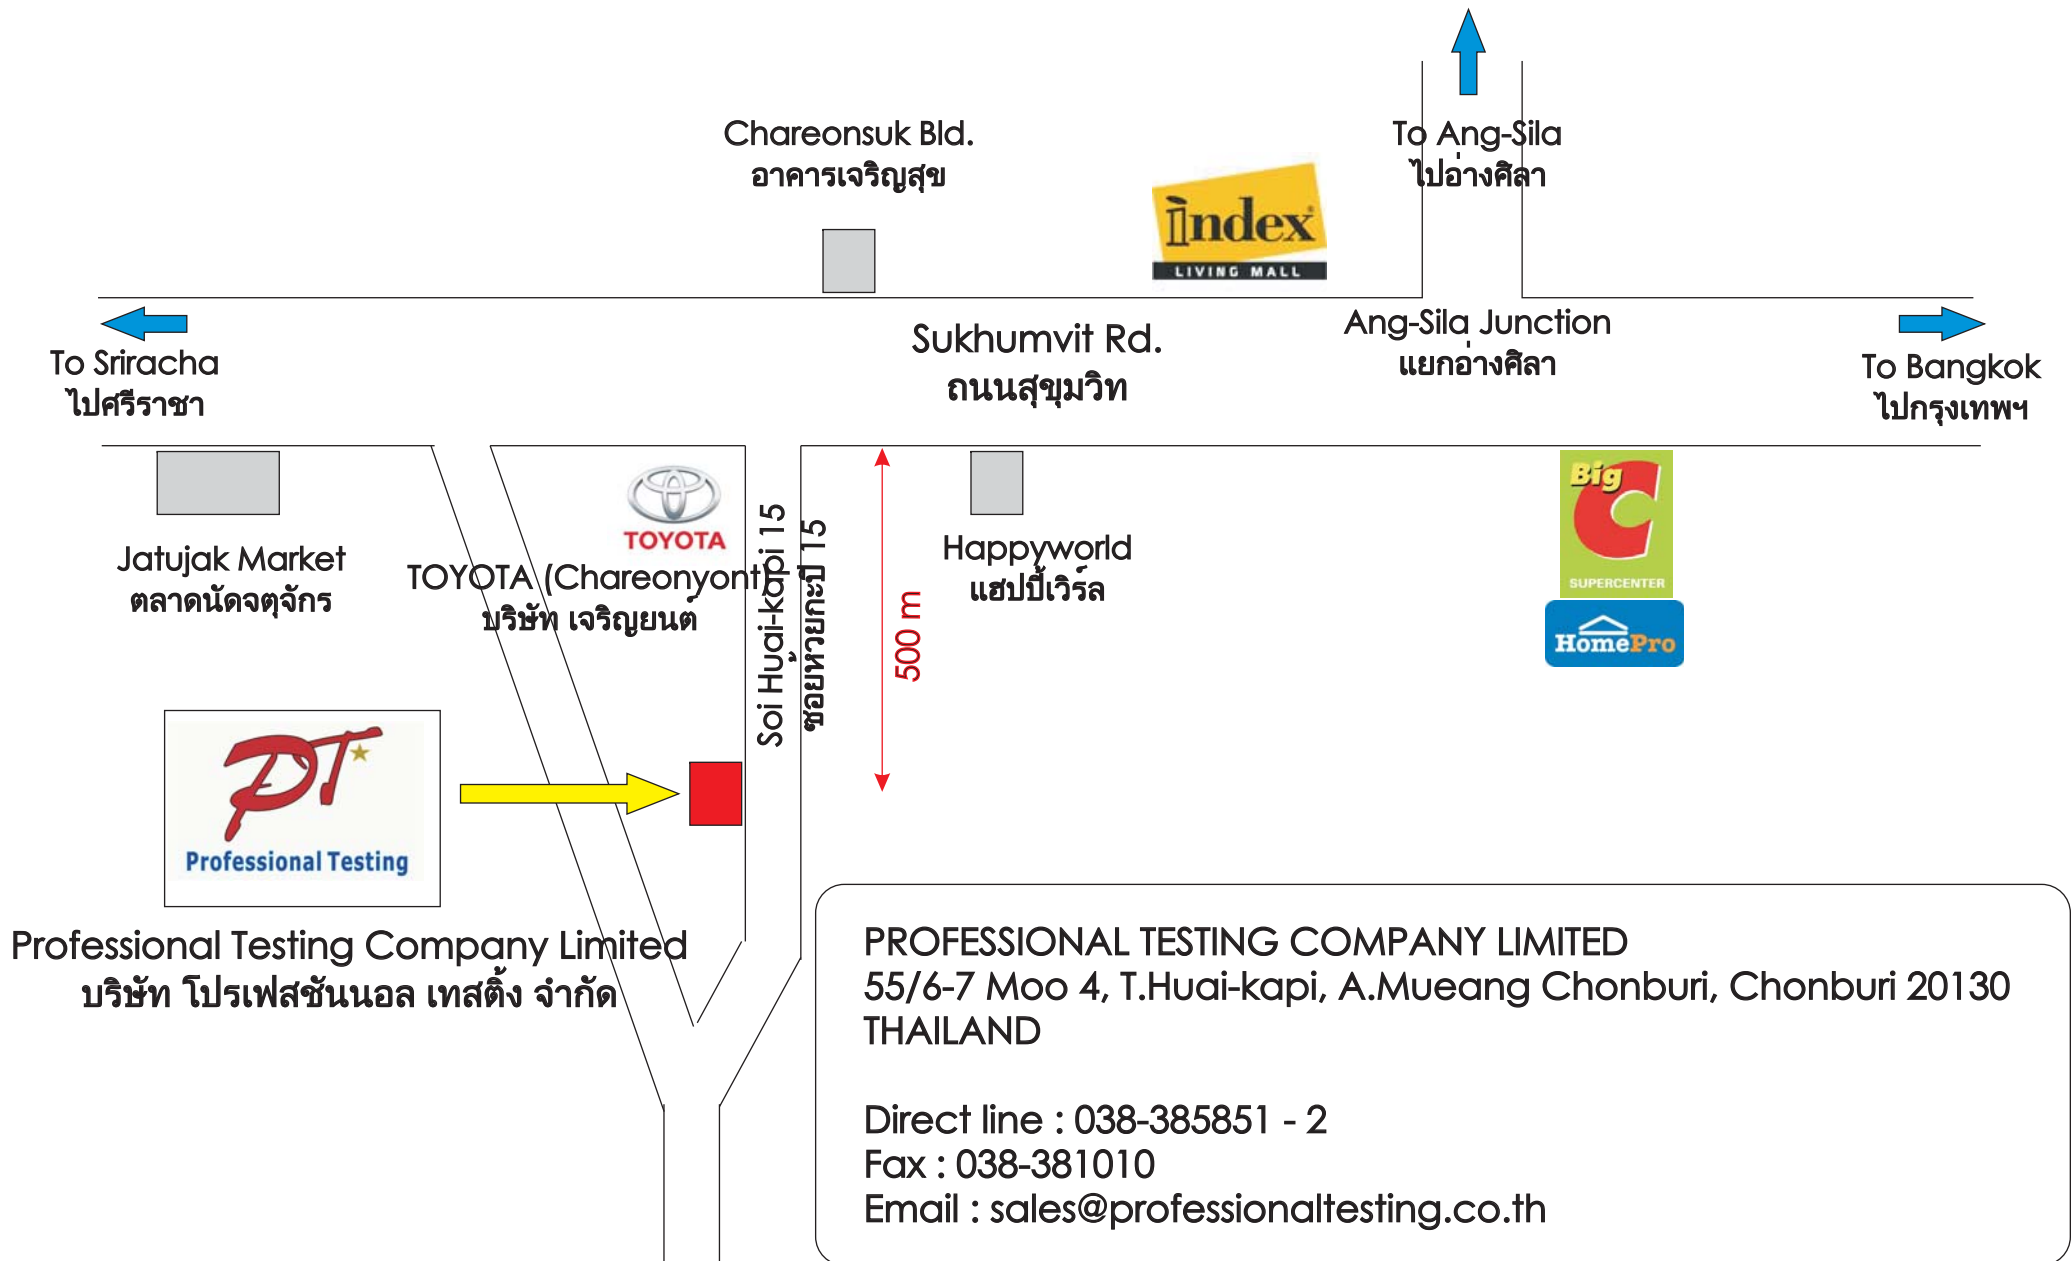 To Ang-Sila
ไปอ่างศิลา
Chareonsuk Bld.
อาคารเจริญสุข
index
LIVING MALL
To Sriracha
ไปศรีราชา
Sukhumvit Rd.
ถนนสุขุมวิท
Ang-Sila Junction
แยกอ่างศิลา
To Bangkok
ไปกรุงเทพฯ
Jatujak Market
ตลาดนัดจตุจักร
TOYOTA
TOYOTA (Chareonyont)
บริษัท เจริญยนต์
Soi Huai-kapi 15
ซอยห้วยกะปิ 15
500 m
Happyworld
แฮปปี้เวิร์ล
Big C
SUPERCENTER
HomePro
PT
Professional Testing
Professional Testing Company Limited
บริษัท โปรเฟสชันนอล เทสติ้ง จำกัด
PROFESSIONAL TESTING COMPANY LIMITED
55/6-7 Moo 4, T.Huai-kapi, A.Mueang Chonburi, Chonburi 20130
THAILAND
Direct line : 038-385851 - 2
Fax : 038-381010
Email : sales@professionaltesting.co.th